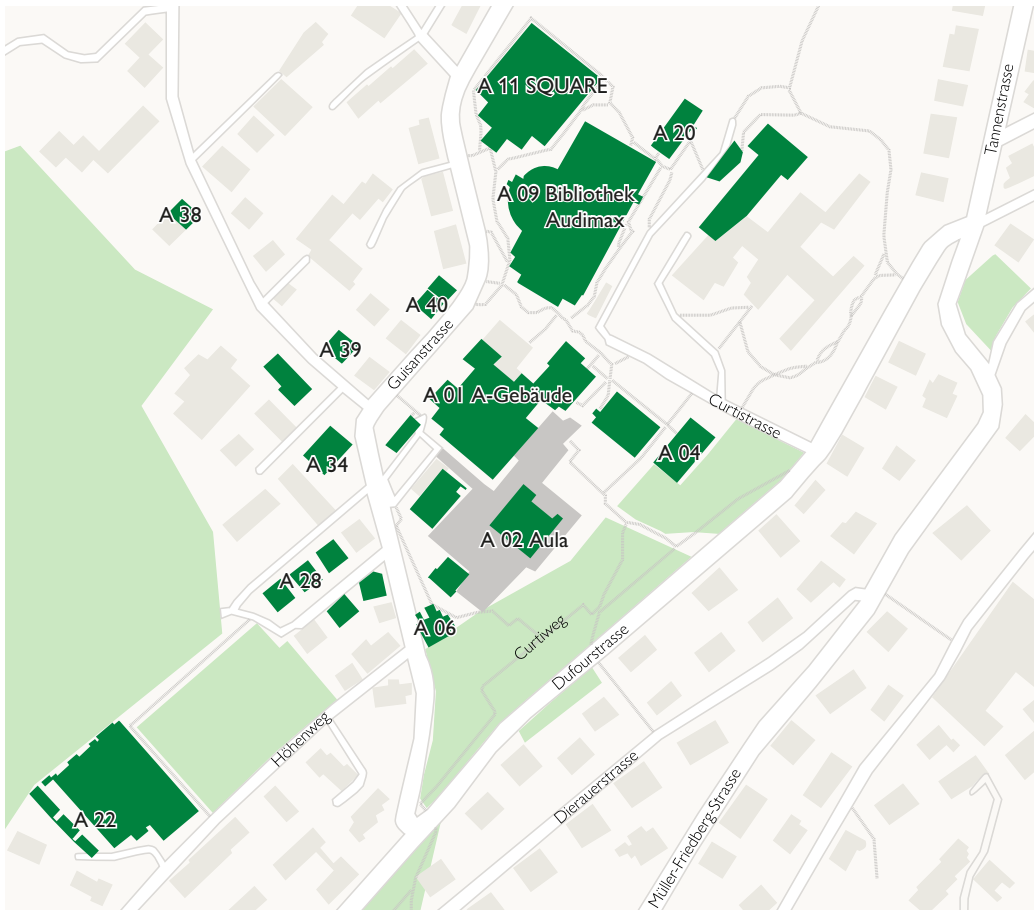 A 11 SQUARE
Tannenstrasse
A 20
A 09 Bibliothek
Audimax
A 38
A 40
A 39
Guisanstrasse
A 01 A-Gebäude
Curtistrasse
A 04
A 34
A 02 Aula
A 28
A 06
Curtiweg
Dufourstrasse
Höhenweg
Dierauerstrasse
A 22
Müller-Friedberg-Strasse